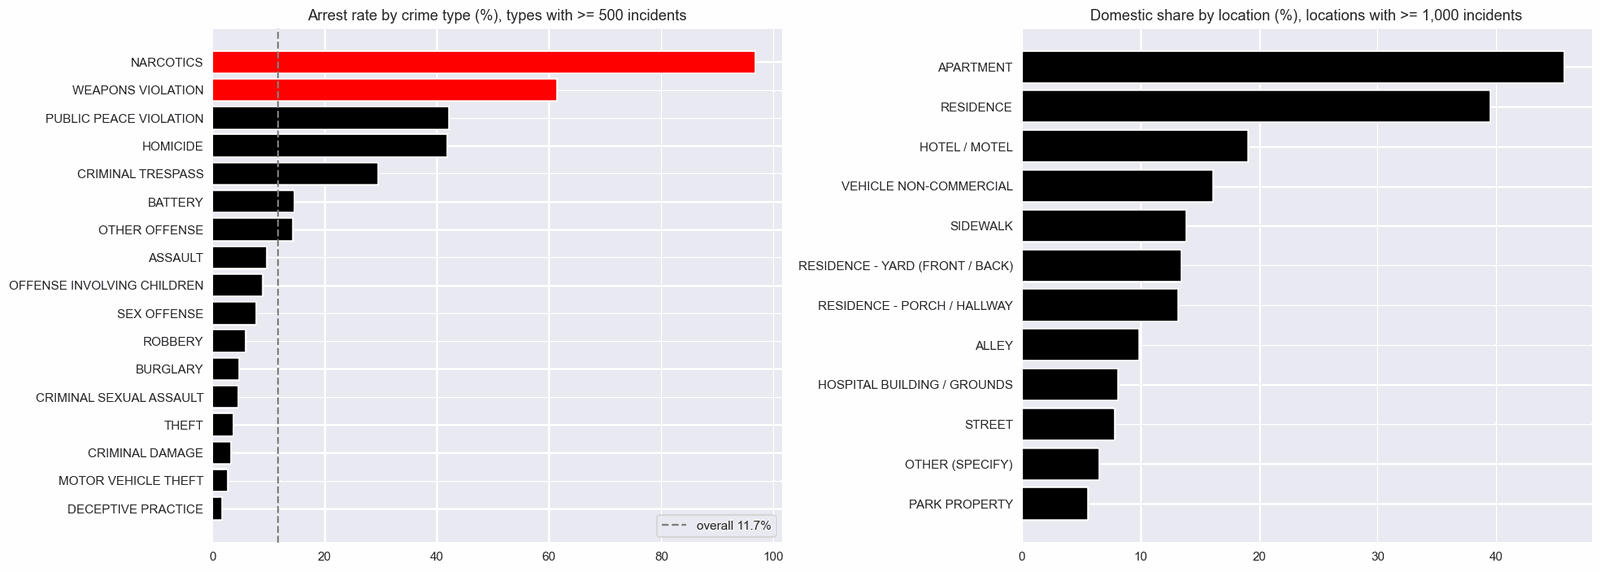 Arrest rate by crime type (%), types with >= 500 incidents
NARCOTICS
WEAPONS VIOLATION
PUBLIC PEACE VIOLATION
HOMICIDE
CRIMINAL TRESPASS
BATTERY
OTHER OFFENSE
ASSAULT
OFFENSE INVOLVING CHILDREN
SEX OFFENSE
ROBBERY
BURGLARY
CRIMINAL SEXUAL ASSAULT
THEFT
CRIMINAL DAMAGE
MOTOR VEHICLE THEFT
DECEPTIVE PRACTICE
overall 11.7%
0 20 40 60 80 100
Domestic share by location (%), locations with >= 1,000 incidents
APARTMENT
RESIDENCE
HOTEL / MOTEL
VEHICLE NON-COMMERCIAL
SIDEWALK
RESIDENCE - YARD (FRONT / BACK)
RESIDENCE - PORCH / HALLWAY
ALLEY
HOSPITAL BUILDING / GROUNDS
STREET
OTHER (SPECIFY)
PARK PROPERTY
0 10 20 30 40